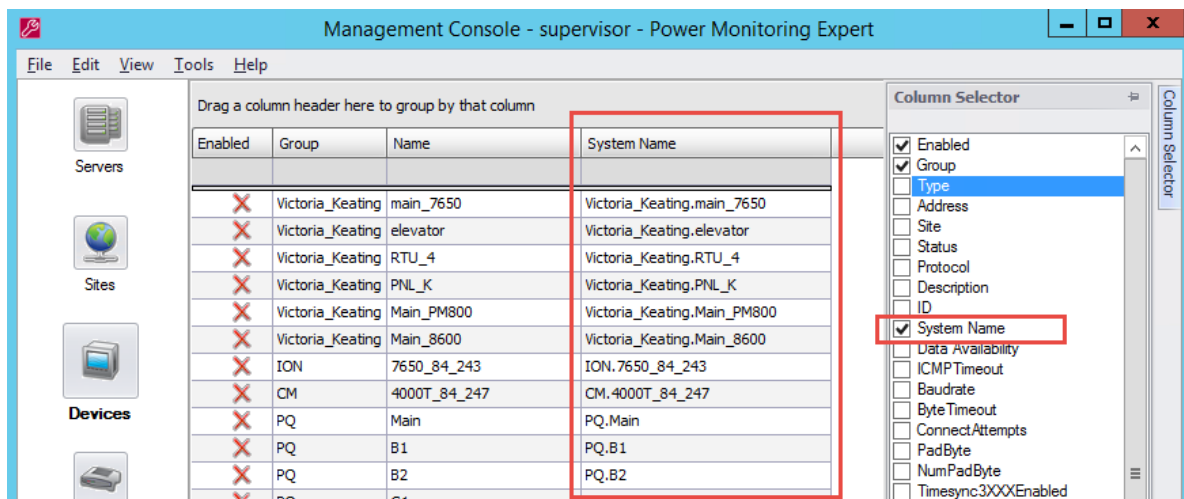 Management Console - supervisor - Power Monitoring Expert
File Edit View Tools Help
Servers
Sites
Devices
Drag a column header here to group by that column
Enabled Group Name System Name
Victoria_Keating main_7650 Victoria_Keating.main_7650
Victoria_Keating elevator Victoria_Keating.elevator
Victoria_Keating RTU_4 Victoria_Keating.RTU_4
Victoria_Keating PNL_K Victoria_Keating.PNL_K
Victoria_Keating Main_PM800 Victoria_Keating.Main_PM800
Victoria_Keating Main_8600 Victoria_Keating.Main_8600
ION 7650_84_243 ION.7650_84_243
CM 4000T_84_247 CM.4000T_84_247
PQ Main PQ.Main
PQ B1 PQ.B1
PQ B2 PQ.B2
Column Selector
Enabled
Group
Type
Address
Site
Status
Protocol
Description
ID
System Name
Data Availability
ICMPTimeout
Baudrate
ByteTimeout
ConnectAttempts
PadByte
NumPadByte
Timesync3XXXEnabled
Column Selector